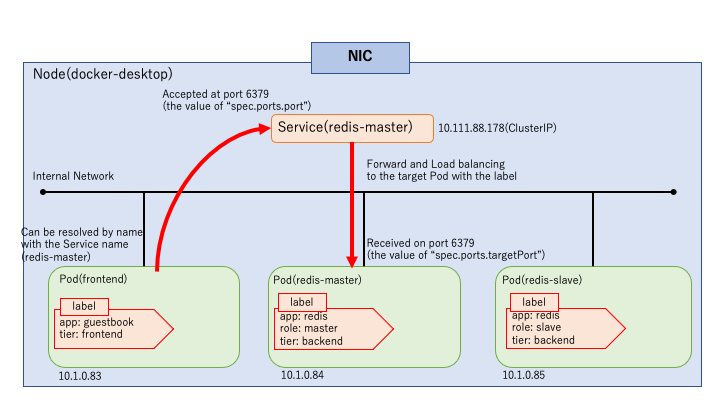 NIC
Node(docker-desktop)
Accepted at port 6379
(the value of “spec.ports.port”)
Service(redis-master)
10.111.88.178(ClusterIP)
Forward and Load balancing
to the target Pod with the label
Internal Network
Can be resolved by name
with the Service name
(redis-master)
Received on port 6379
(the value of “spec.ports.targetPort”)
Pod(frontend)
label
app: guestbook
tier: frontend
10.1.0.83
Pod(redis-master)
label
app: redis
role: master
tier: backend
10.1.0.84
Pod(redis-slave)
label
app: redis
role: slave
tier: backend
10.1.0.85